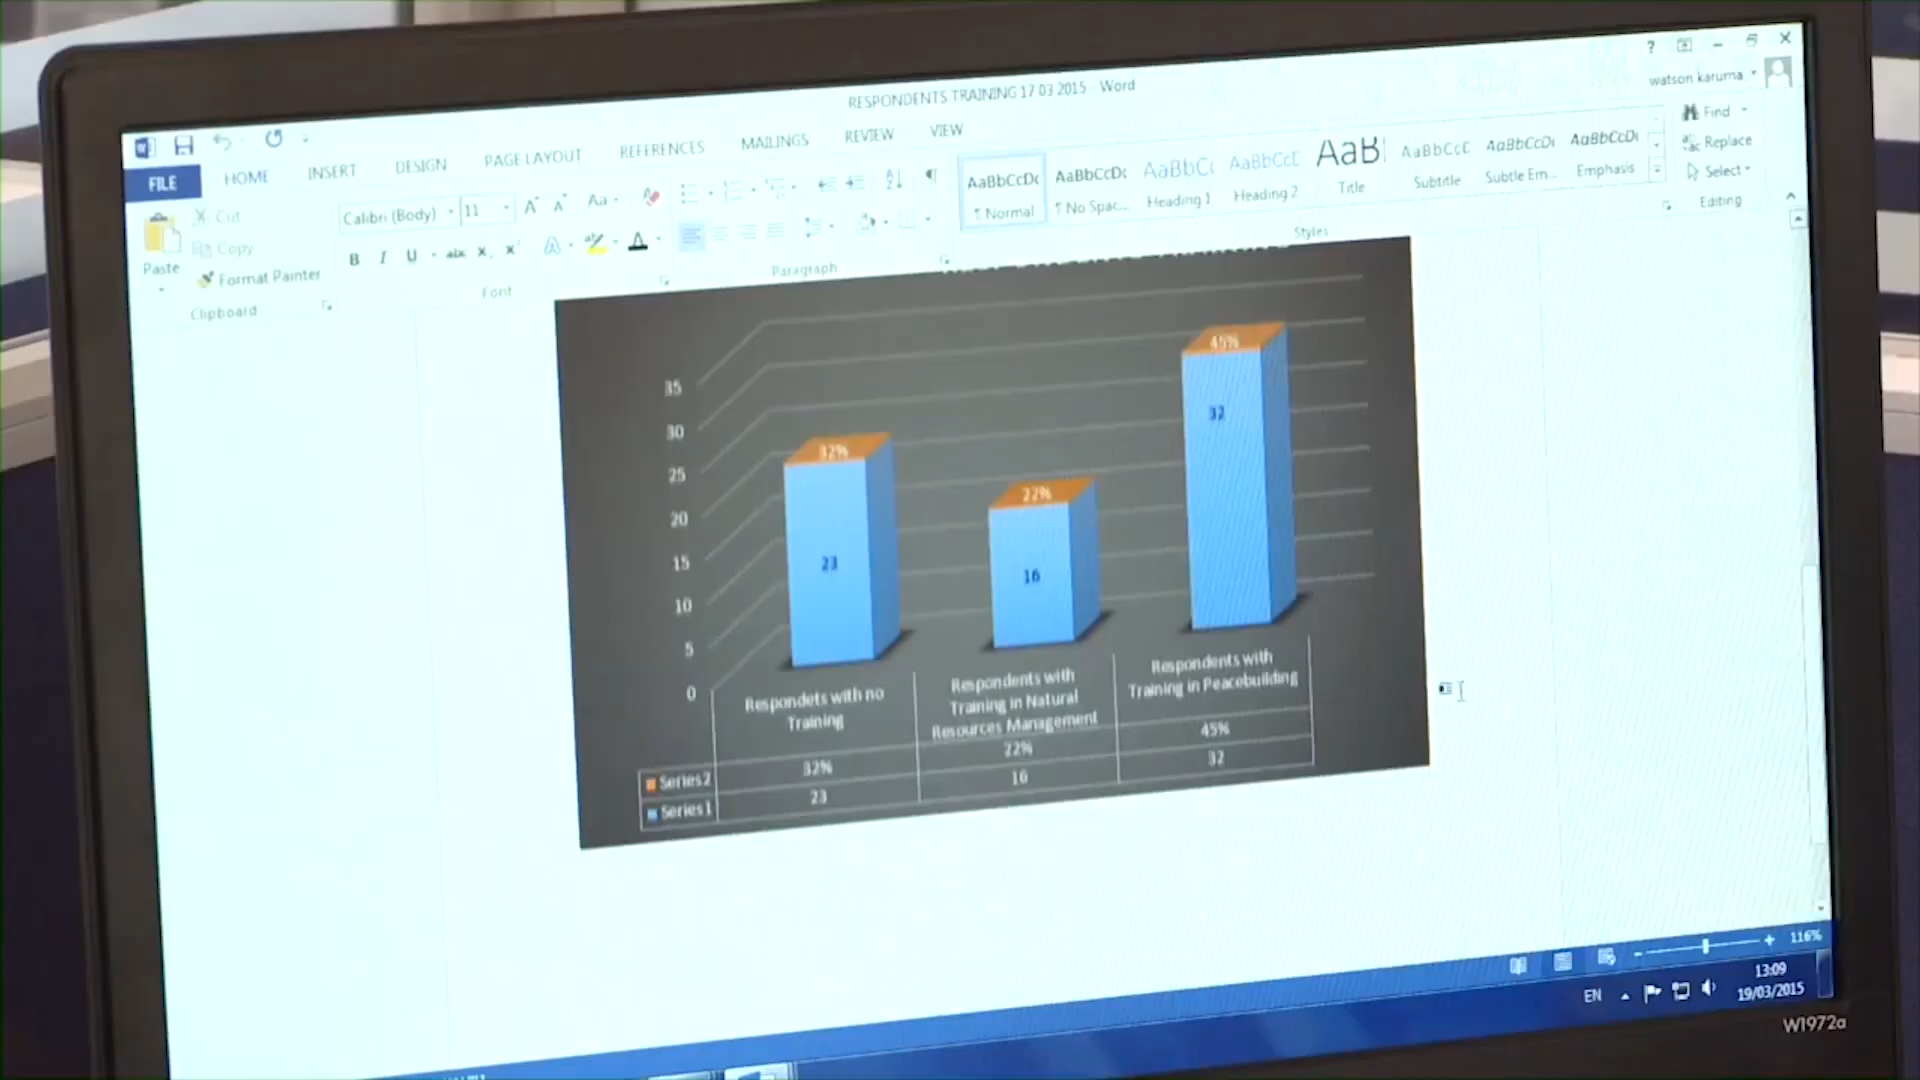 RESPONDENTS TRAINING 17 03 2015 - Word
? 
watson karuma
FILE HOME INSERT DESIGN PAGE LAYOUT REFERENCES MAILINGS REVIEW VIEW
Paste
Cut
Copy
Format Painter
Clipboard
Calibri (Body) 11
Aa
B I U abc
Font
Paragraph
AaBbCcDc AaBbCcDc AaBbCc AaBbCcD AaB AaBbCcD AaBbCcDc AaBbCcDc
¶ Normal ¶ No Spac... Heading 1 Heading 2 Title Subtitle Subtle Em... Emphasis
Styles
Find
Replace
Select
Editing
35
30
25
20
15
10
5
0
32%
23
22%
16
45%
32
Respondets with no
Training
Respondents with
Training in Natural
Resources Management
Respondents with
Training in Peacebuilding
Series2 32% 22% 45%
Series1 23 16 32
116%
EN
13:09
19/03/2015
W1972a